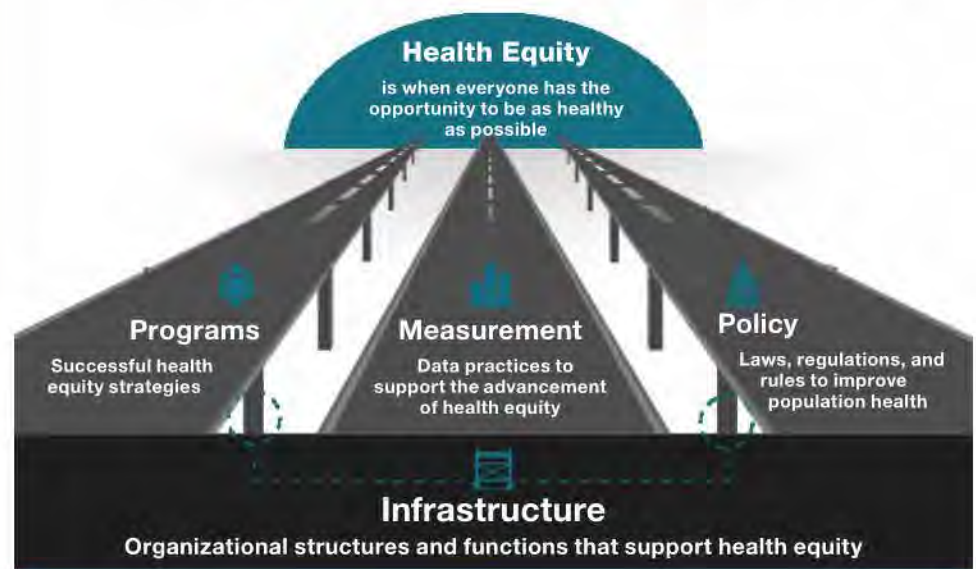 Health Equity
is when everyone has the
opportunity to be as healthy
as possible
Programs
Successful health
equity strategies
Measurement
Data practices to
support the advancement
of health equity
Policy
Laws, regulations, and
rules to improve
population health
Infrastructure
Organizational structures and functions that support health equity